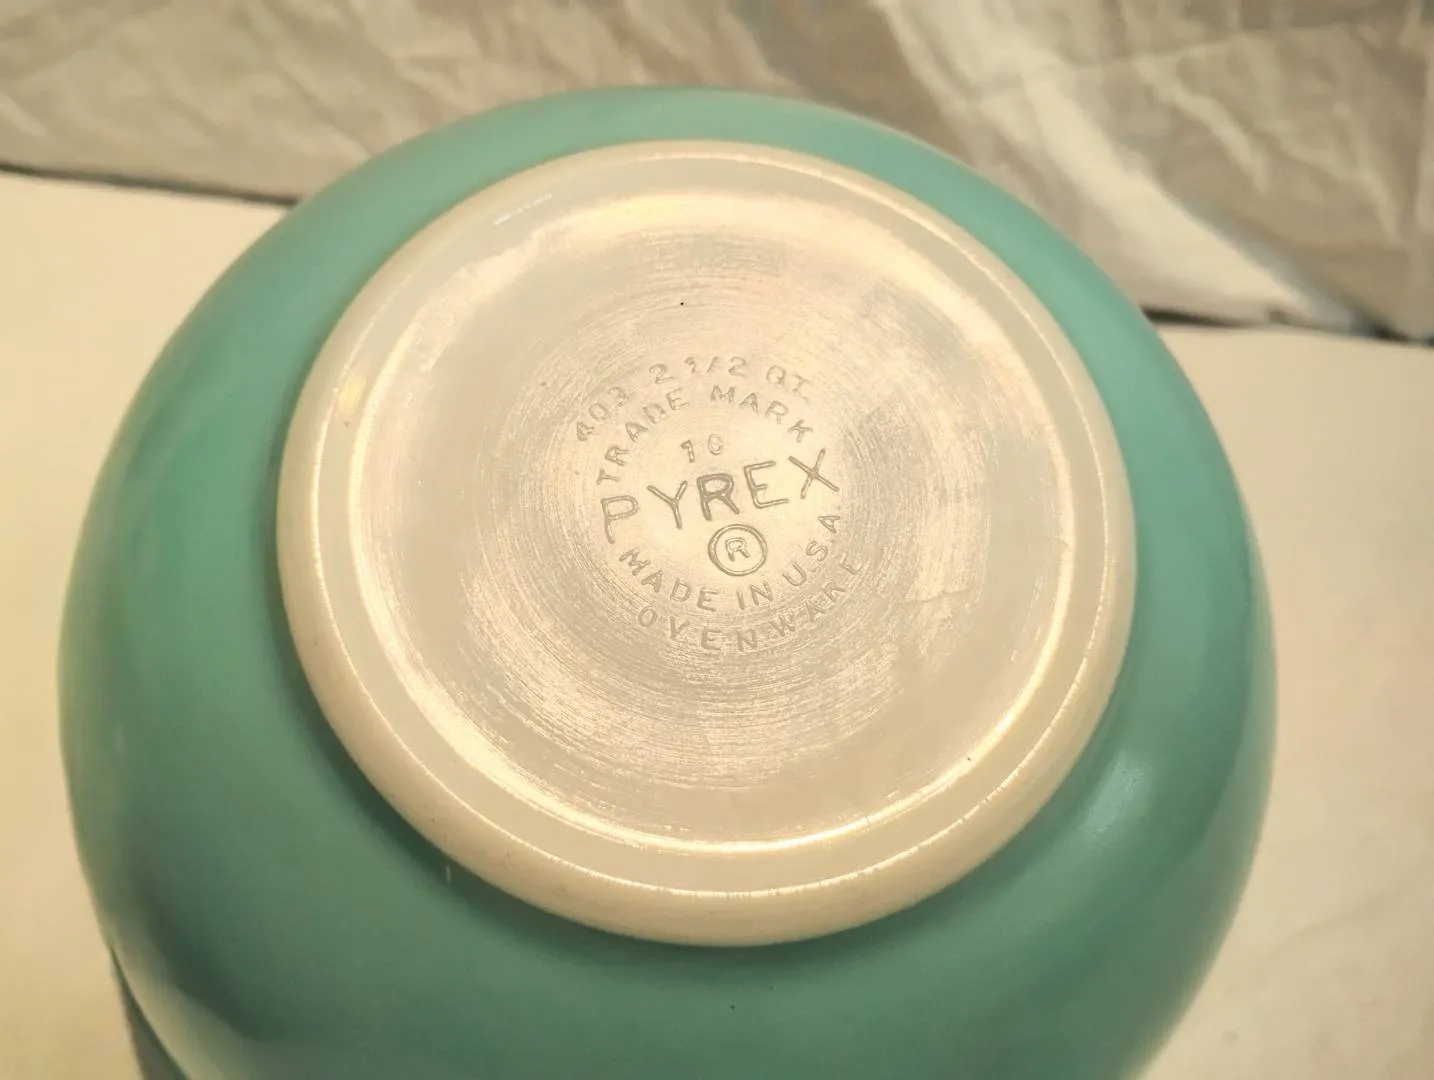 403 2 1/2 QT.
TRADE MARK
10
PYREX
®
MADE IN U.S.A.
OVENWARE